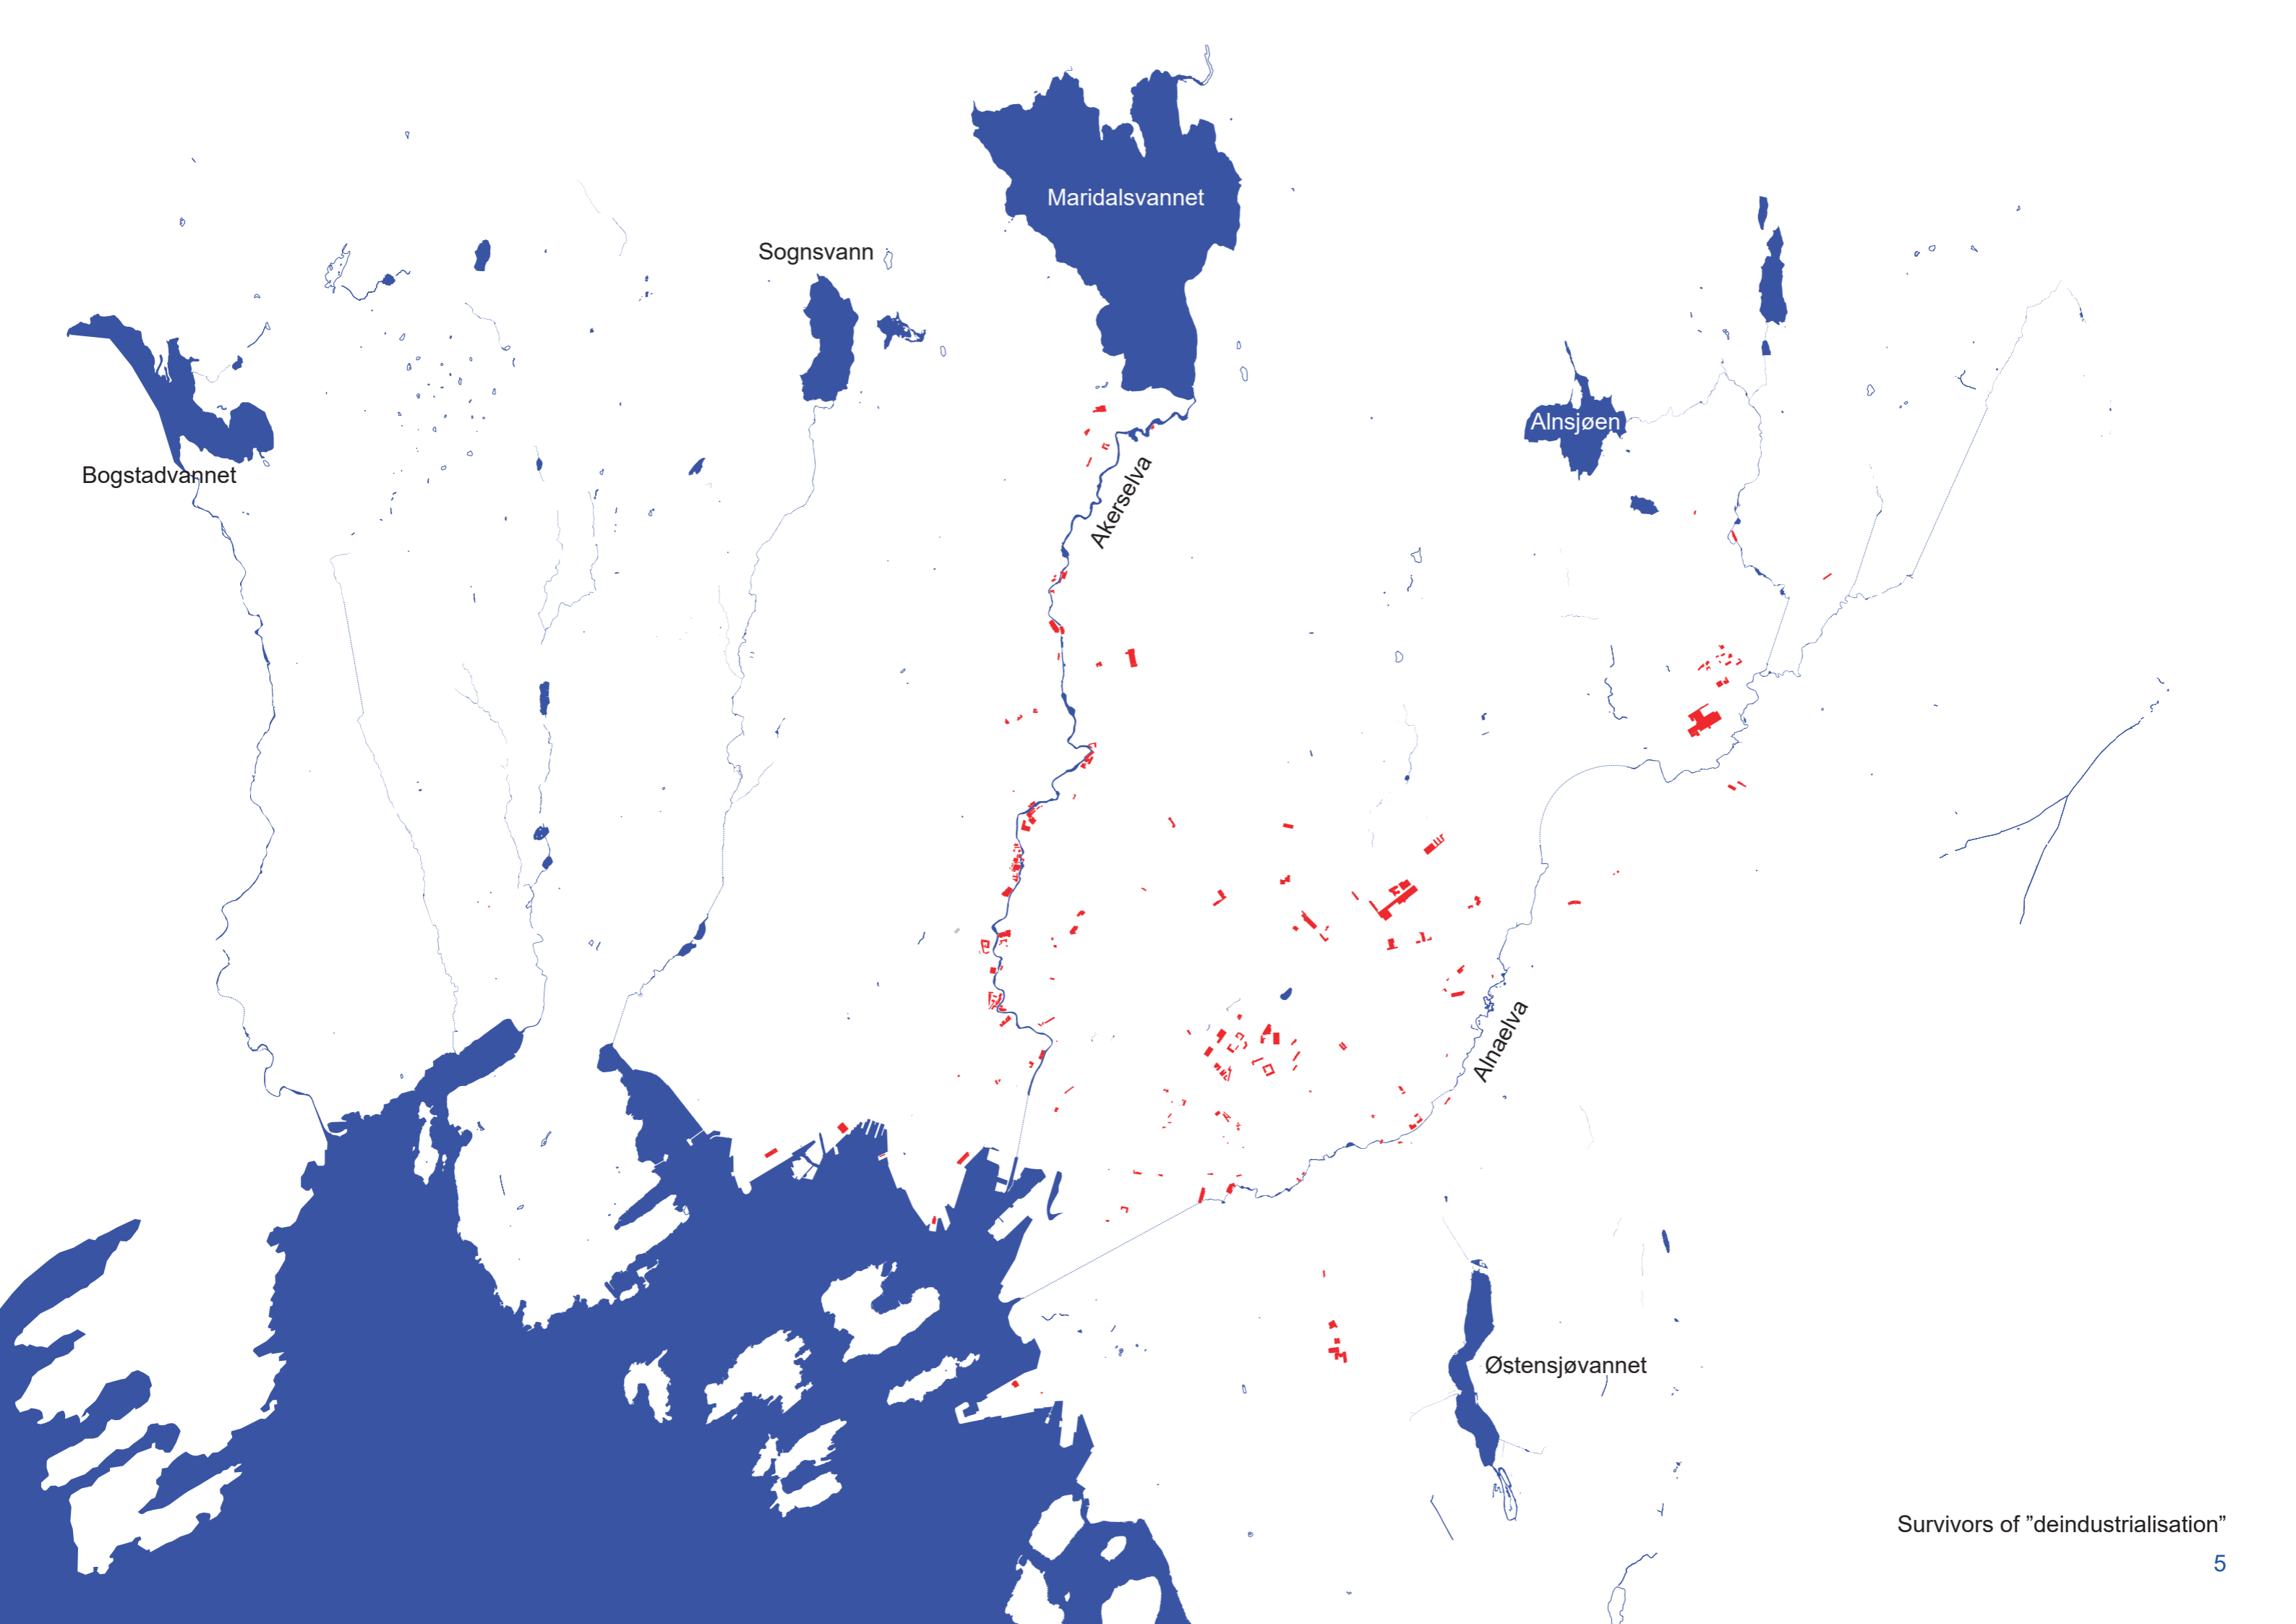 Maridalsvannet
Sognsvann
Alnsjøen
Bogstadvannet
Akerselva
Alnaelva
Østensjøvannet
Survivors of ”deindustrialisation”
5